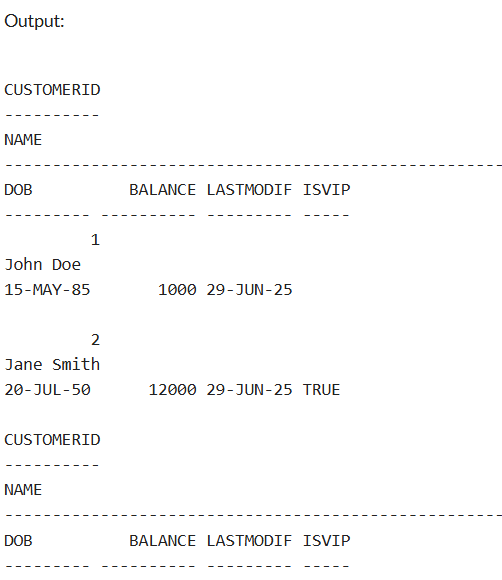 Output:
CUSTOMERID
----------
NAME
----------------------------------------------------
DOB          BALANCE LASTMODIF ISVIP
--------- ---------- --------- -----
         1
John Doe
15-MAY-85       1000 29-JUN-25
         2
Jane Smith
20-JUL-50      12000 29-JUN-25 TRUE
CUSTOMERID
----------
NAME
----------------------------------------------------
DOB          BALANCE LASTMODIF ISVIP
--------- ---------- --------- -----